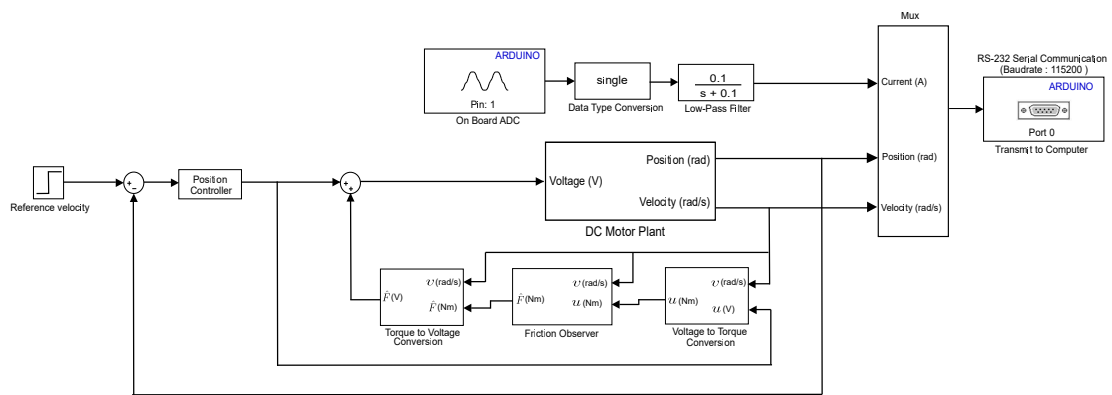 Mux
ARDUINO
Pin: 1
On Board ADC
single
Data Type Conversion
0.1
s + 0.1
Low-Pass Filter
Current (A)
Position (rad)
Velocity (rad/s)
RS-232 Serial Communication
(Baudrate : 115200 )
ARDUINO
Port 0
Transmit to Computer
Reference velocity
+
−
Position
Controller
+
+
Voltage (V)
Position (rad)
Velocity (rad/s)
DC Motor Plant
v(rad/s)
F̂(V)
F̂(Nm)
Torque to Voltage
Conversion
v(rad/s)
F̂(Nm)
u(Nm)
Friction Observer
v(rad/s)
u(Nm)
u(V)
Voltage to Torque
Conversion